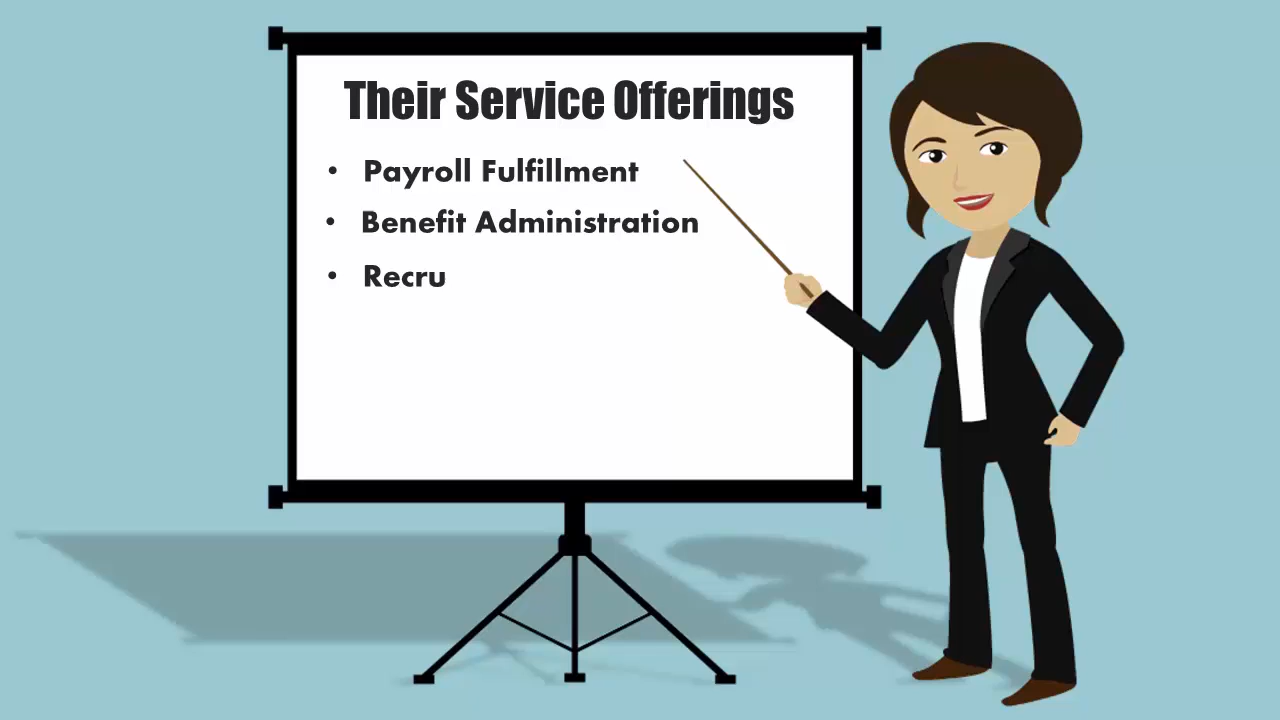 Their Service Offerings
• Payroll Fulfillment
• Benefit Administration
• Recru